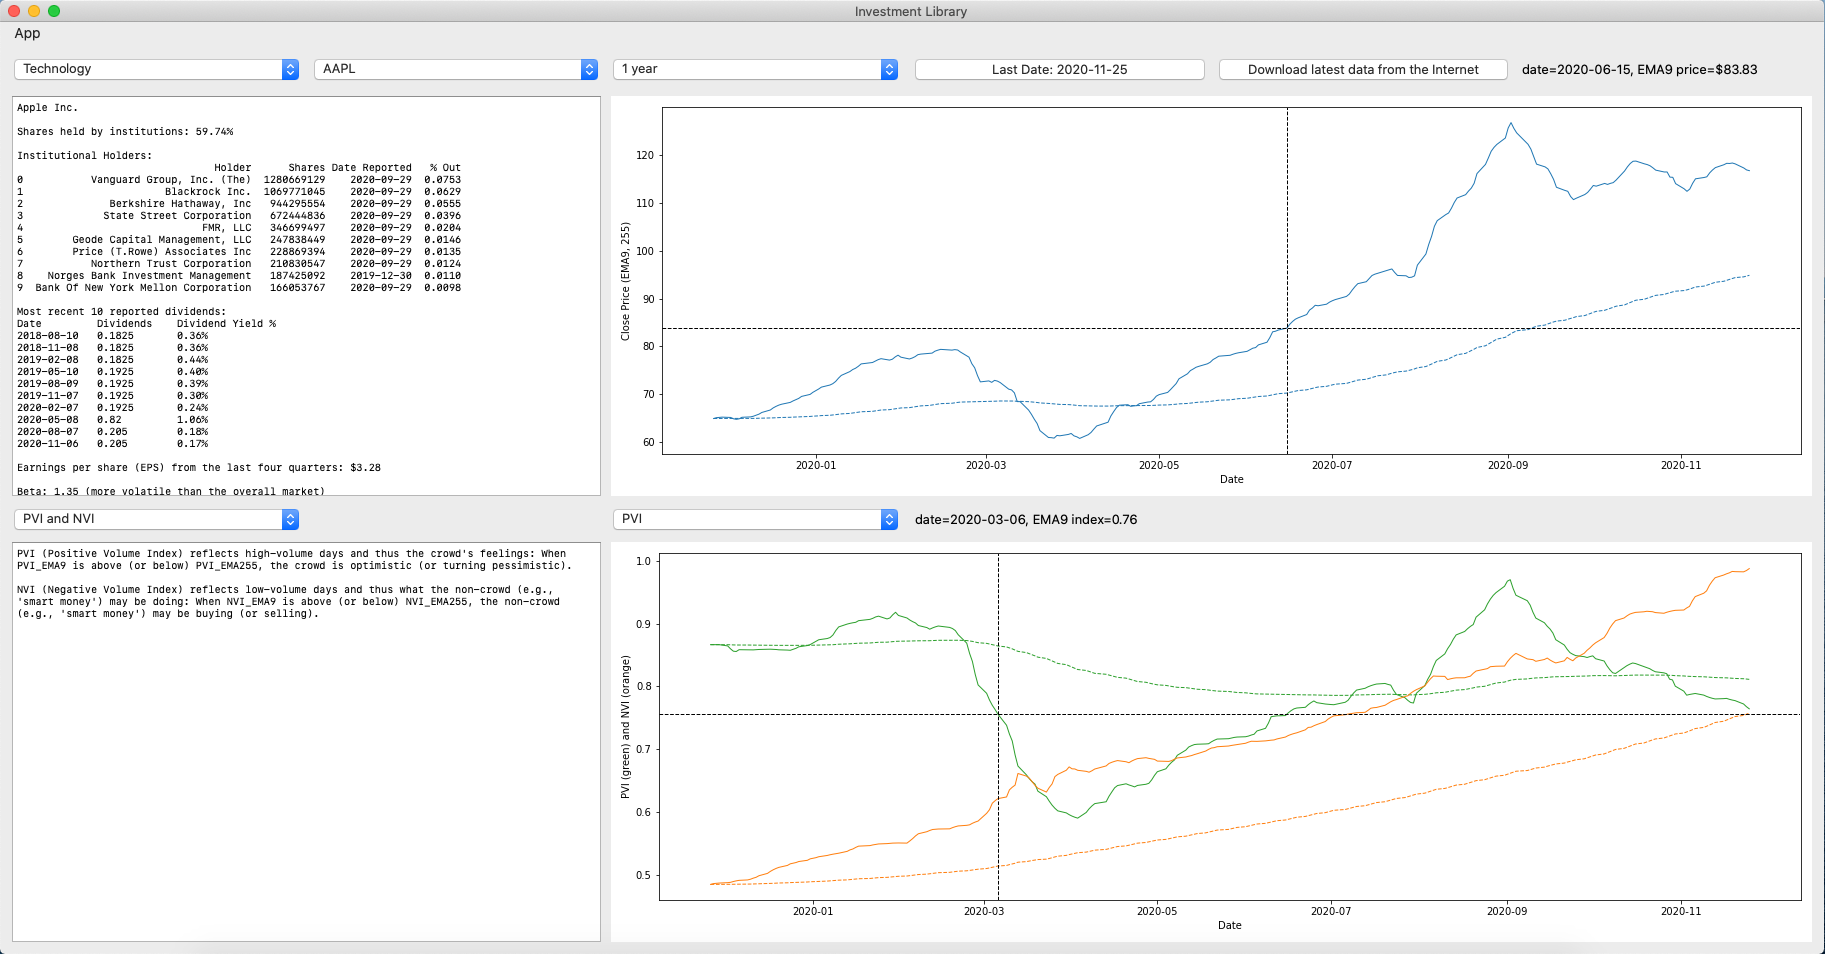 Investment Library
App
Technology
AAPL
1 year
Last Date: 2020-11-25
Download latest data from the Internet
date=2020-06-15, EMA9 price=$83.83
Apple Inc.
Shares held by institutions: 59.74%
Institutional Holders:
Holder Shares Date Reported % Out
0 Vanguard Group, Inc. (The) 1280669129 2020-09-29 0.0753
1 Blackrock Inc. 1069771045 2020-09-29 0.0629
2 Berkshire Hathaway, Inc 944295554 2020-09-29 0.0555
3 State Street Corporation 672444836 2020-09-29 0.0396
4 FMR, LLC 346699497 2020-09-29 0.0204
5 Geode Capital Management, LLC 247838449 2020-09-29 0.0146
6 Price (T.Rowe) Associates Inc 228869394 2020-09-29 0.0135
7 Northern Trust Corporation 210830547 2020-09-29 0.0124
8 Norges Bank Investment Management 187425092 2019-12-30 0.0110
9 Bank Of New York Mellon Corporation 166053767 2020-09-29 0.0098
Most recent 10 reported dividends:
Date Dividends Dividend Yield %
2018-08-10 0.1825 0.36%
2018-11-08 0.1825 0.36%
2019-02-08 0.1825 0.44%
2019-05-10 0.1925 0.40%
2019-08-09 0.1925 0.39%
2019-11-07 0.1925 0.30%
2020-02-07 0.1925 0.24%
2020-05-08 0.82 1.06%
2020-08-07 0.205 0.18%
2020-11-06 0.205 0.17%
Earnings per share (EPS) from the last four quarters: $3.28
Beta: 1.35 (more volatile than the overall market)
Close Price (EMA9, 255)
120
110
100
90
80
70
60
2020-01
2020-03
2020-05
2020-07
2020-09
2020-11
Date
PVI and NVI
PVI
date=2020-03-06, EMA9 index=0.76
PVI (Positive Volume Index) reflects high-volume days and thus the crowd's feelings: When
PVI_EMA9 is above (or below) PVI_EMA255, the crowd is optimistic (or turning pessimistic).
NVI (Negative Volume Index) reflects low-volume days and thus what the non-crowd (e.g.,
'smart money') may be doing: When NVI_EMA9 is above (or below) NVI_EMA255, the non-crowd
(e.g., 'smart money') may be buying (or selling).
PVI (green) and NVI (orange)
1.0
0.9
0.8
0.7
0.6
0.5
2020-01
2020-03
2020-05
2020-07
2020-09
2020-11
Date